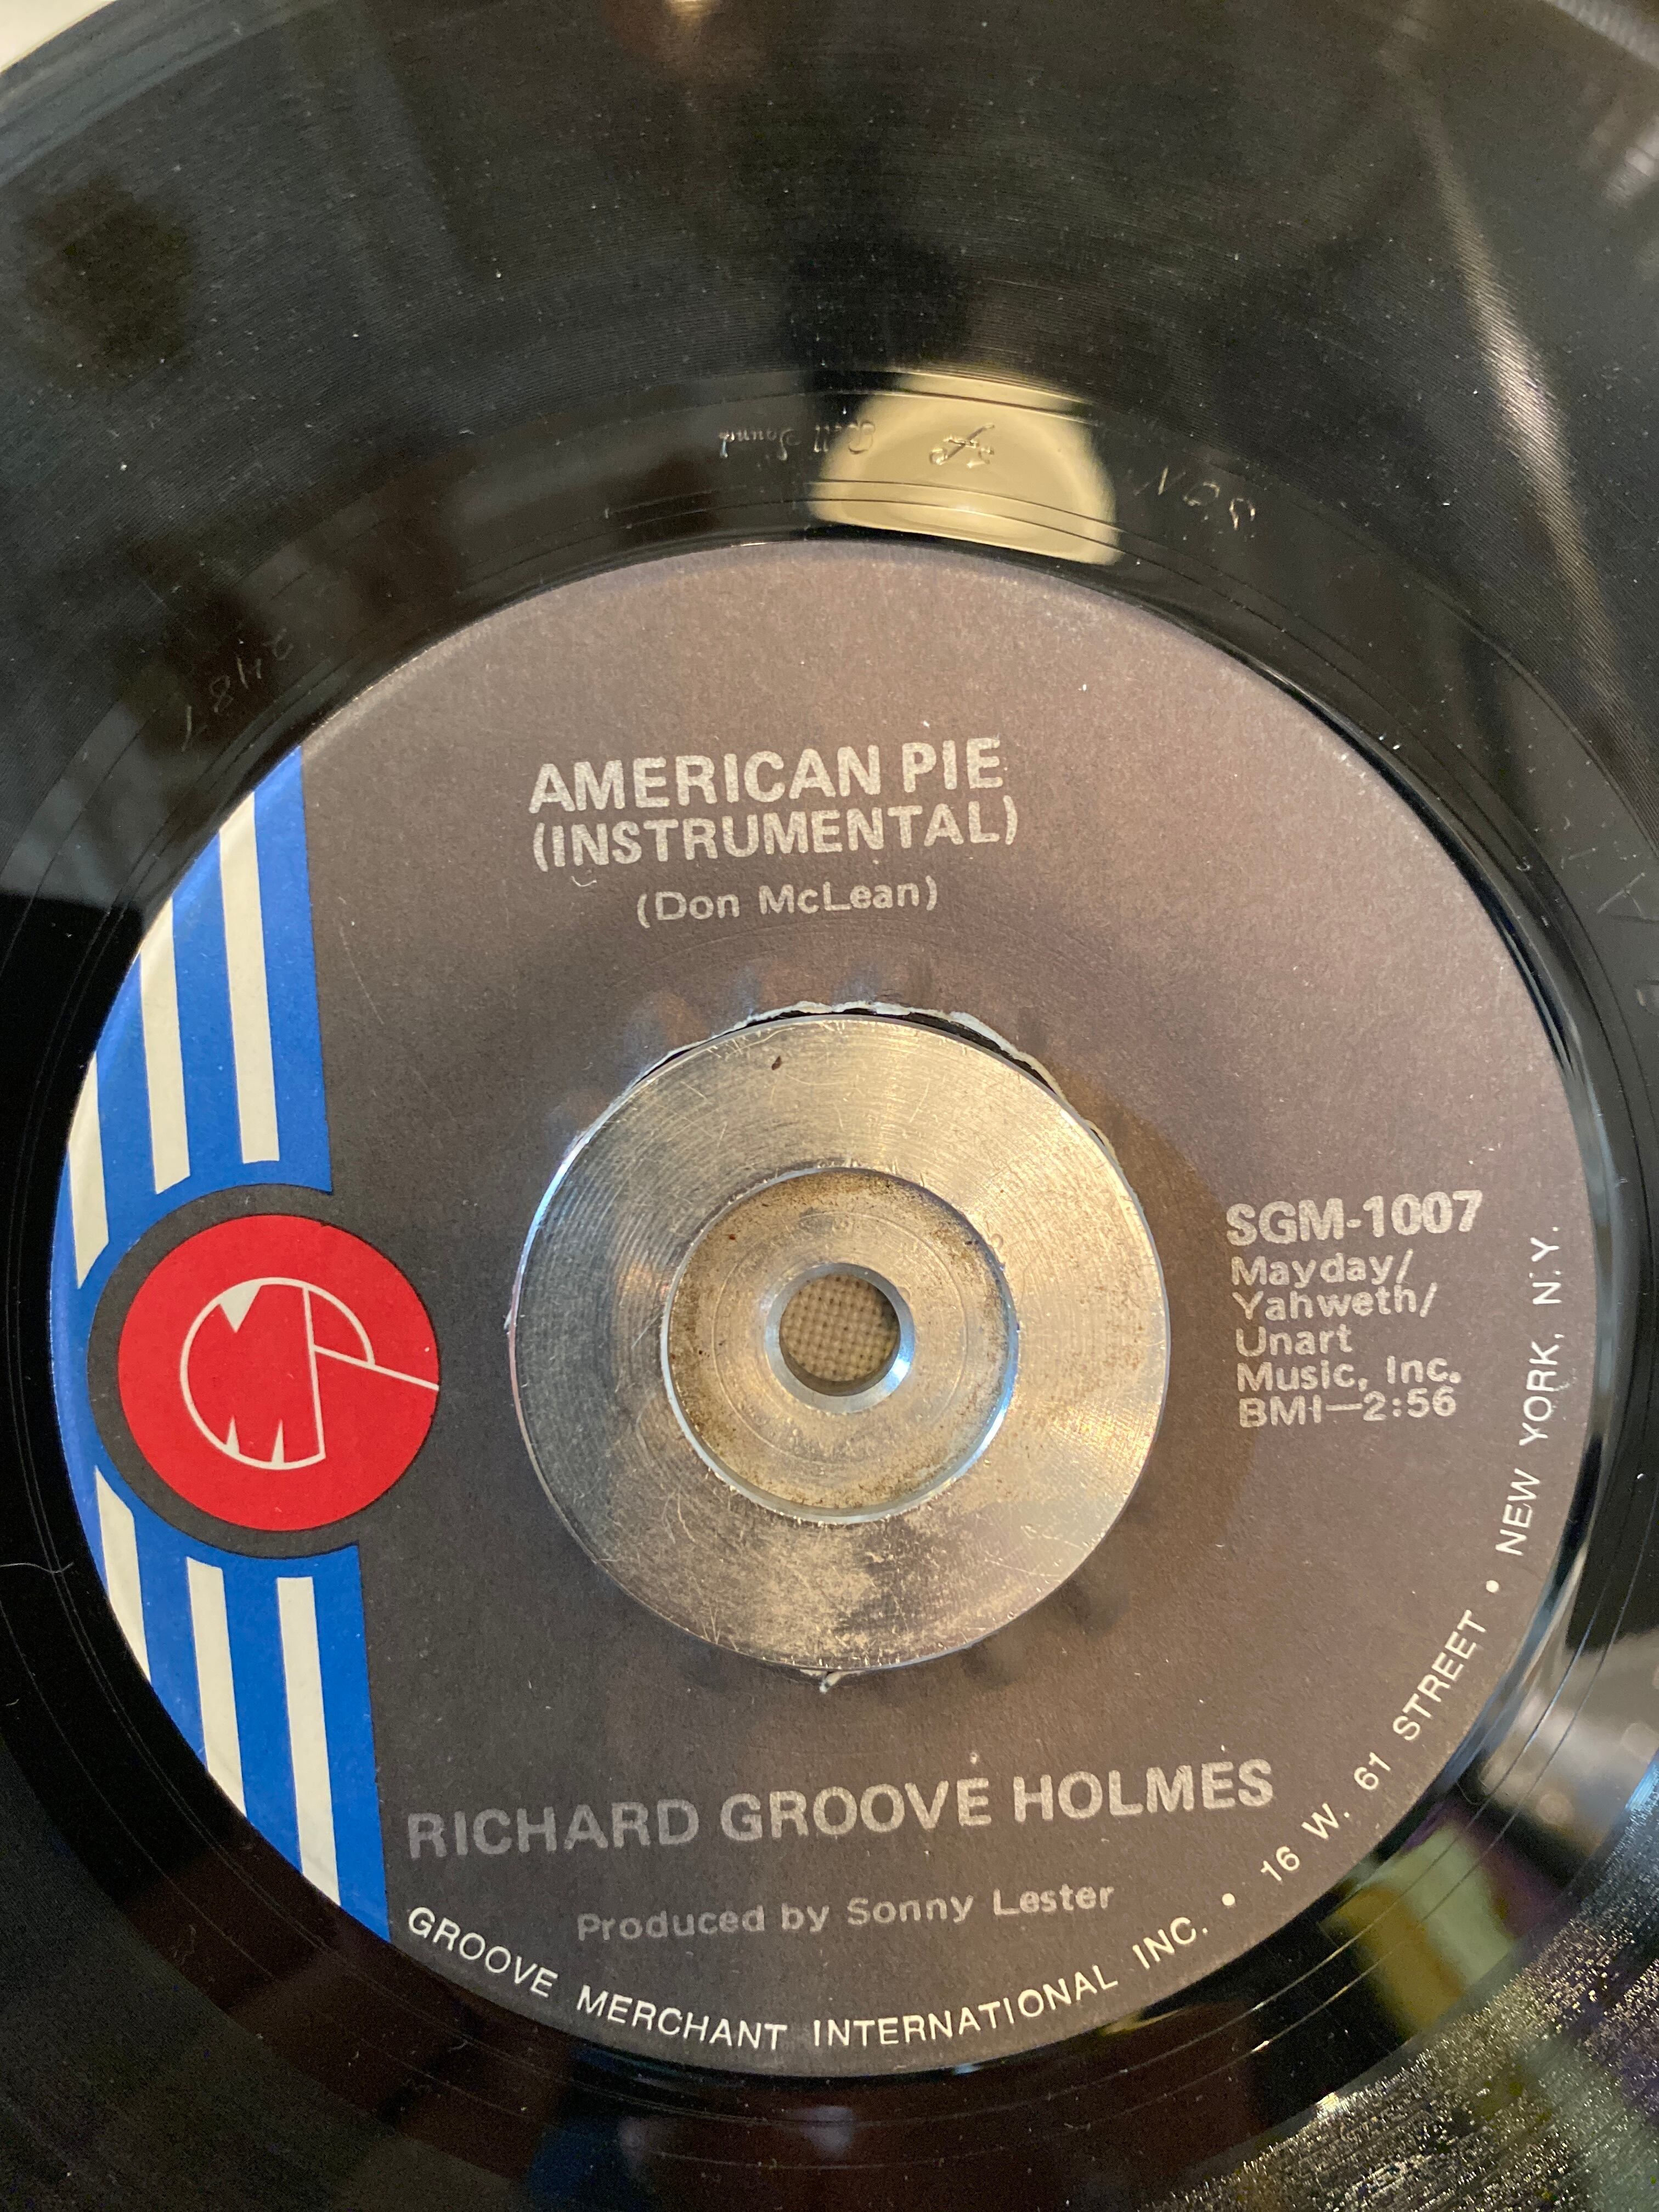 AMERICAN PIE
(INSTRUMENTAL)
(Don McLean)
SGM-1007
Mayday/
Yahweth/
Unart
Music, Inc.
BMI—2:56
RICHARD GROOVE HOLMES
Produced by Sonny Lester
GROOVE MERCHANT INTERNATIONAL INC. • 16 W. 61 STREET • NEW YORK, N.Y.